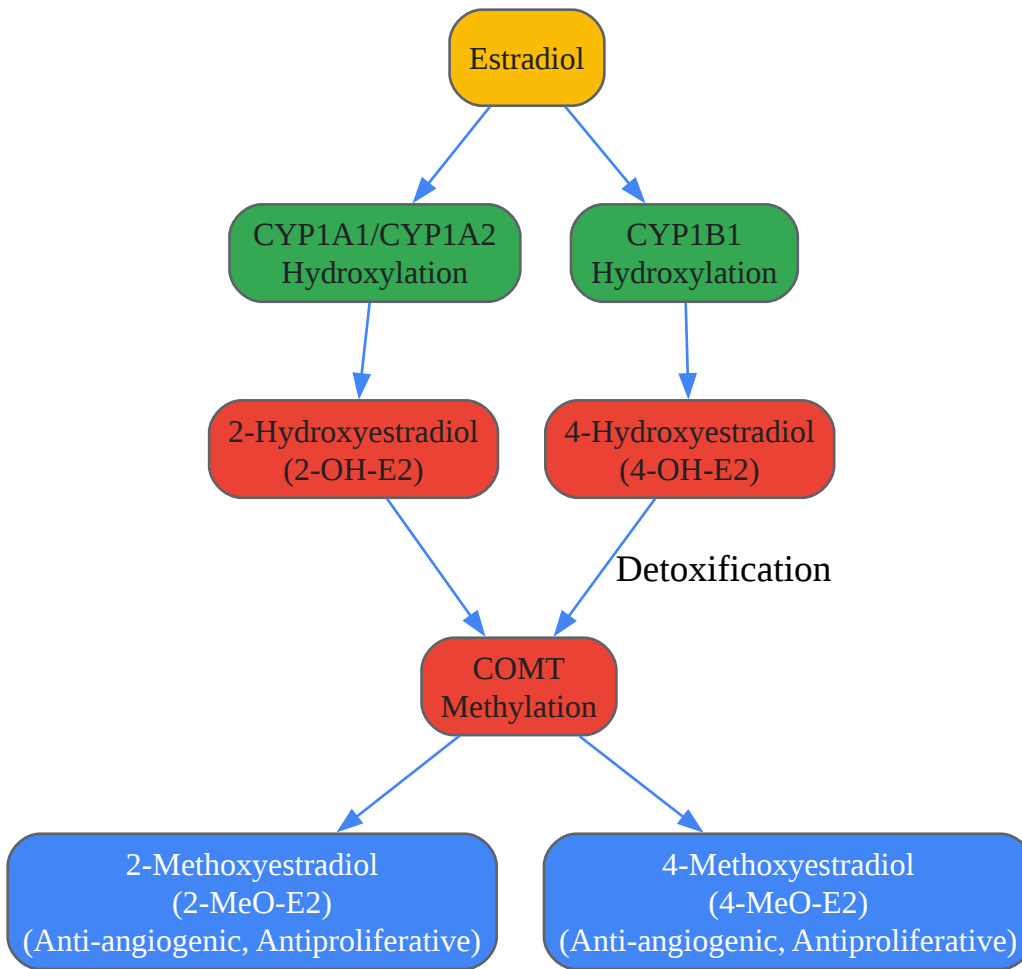 Estradiol
CYP1A1/CYP1A2
Hydroxylation
CYP1B1
Hydroxylation
2-Hydroxyestradiol
(2-OH-E2)
4-Hydroxyestradiol
(4-OH-E2)
Detoxification
COMT
Methylation
2-Methoxyestradiol
(2-MeO-E2)
(Anti-angiogenic, Antiproliferative)
4-Methoxyestradiol
(4-MeO-E2)
(Anti-angiogenic, Antiproliferative)